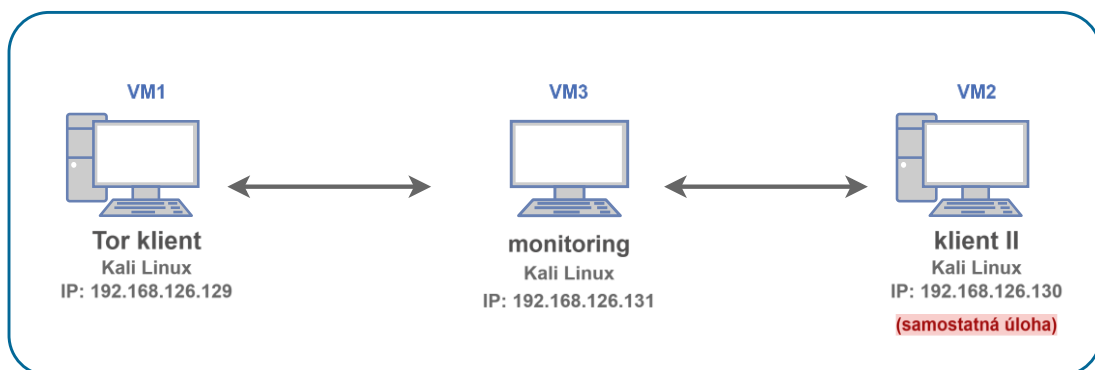 VM1
Tor klient
Kali Linux
IP: 192.168.126.129
VM3
monitoring
Kali Linux
IP: 192.168.126.131
VM2
klient II
Kali Linux
IP: 192.168.126.130
(samostatná úloha)